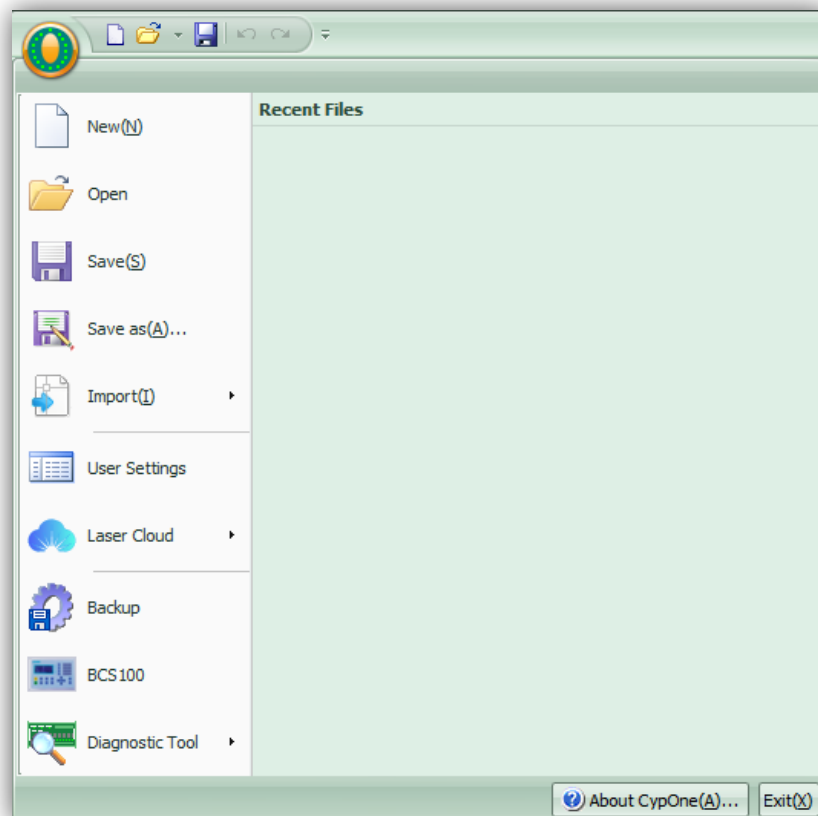 Recent Files
New(N)
Open
Save(S)
Save as(A)...
Import(I)
User Settings
Laser Cloud
Backup
BCS100
Diagnostic Tool
About CypOne(A)... Exit(X)